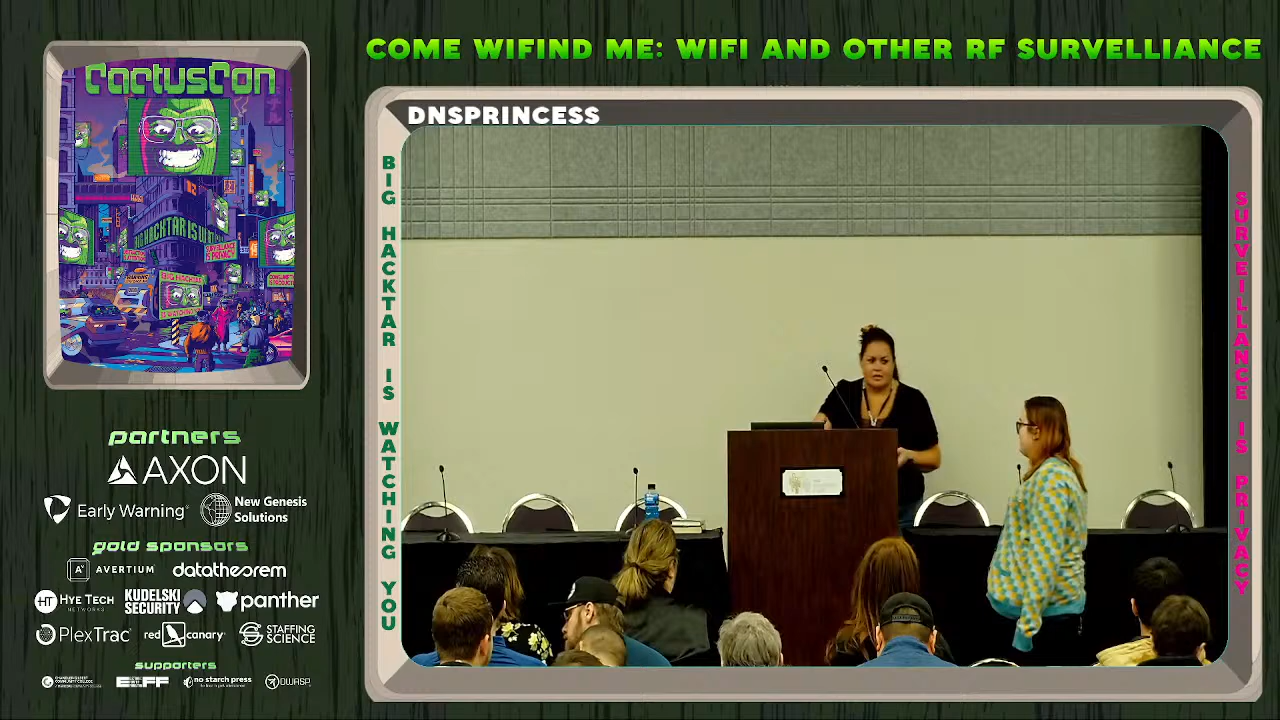 COME WIFIND ME: WIFI AND OTHER RF SURVELLIANCE
DNSPRINCESS
BIG HACKTAR IS WATCHING YOU
SURVEILLANCE IS PRIVACY
CactusCon
partners
AXON
Early Warning
New Genesis
Solutions
gold sponsors
AVERTIUM
datatheorem
HT HYE TECH
NETWORKS
KUDELSKI
SECURITY
panther
PlexTrac
red canary
STAFFING
SCIENCE
supporters
EFF
no starch press
OWASP